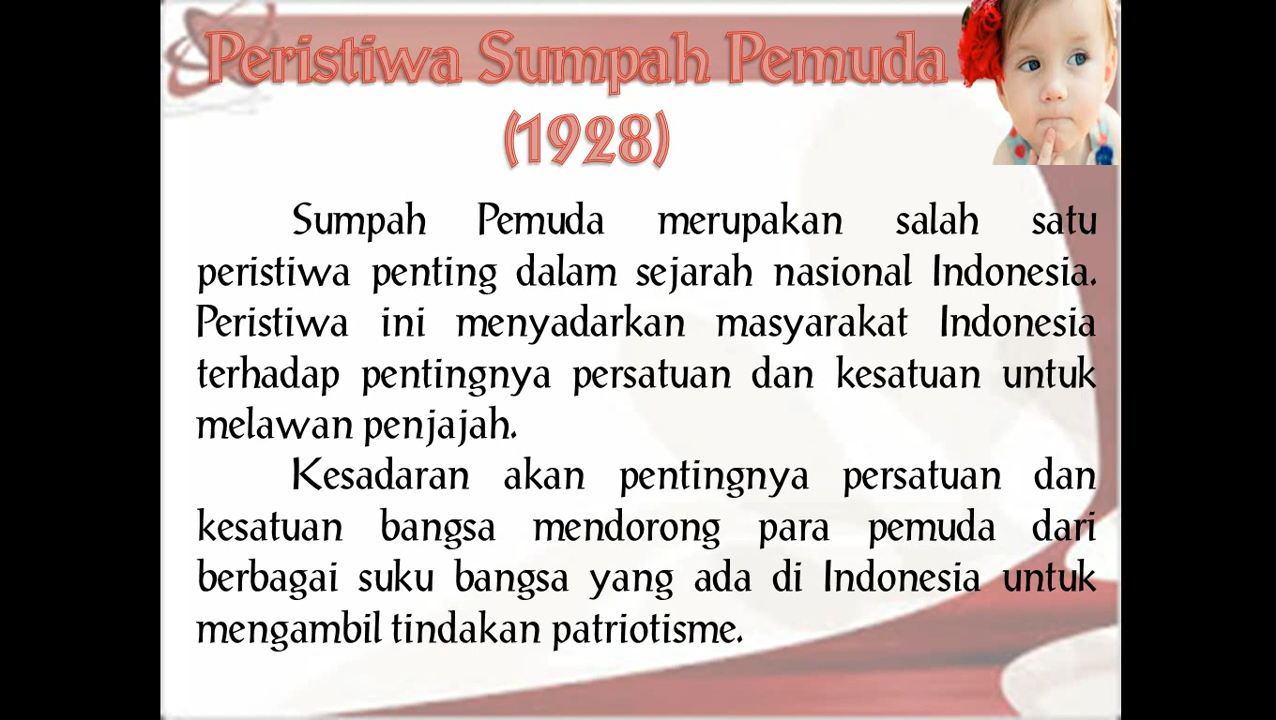 Peristiwa Sumpah Pemuda
(1928)
Sumpah Pemuda merupakan salah satu
peristiwa penting dalam sejarah nasional Indonesia.
Peristiwa ini menyadarkan masyarakat Indonesia
terhadap pentingnya persatuan dan kesatuan untuk
melawan penjajah.
Kesadaran akan pentingnya persatuan dan
kesatuan bangsa mendorong para pemuda dari
berbagai suku bangsa yang ada di Indonesia untuk
mengambil tindakan patriotisme.